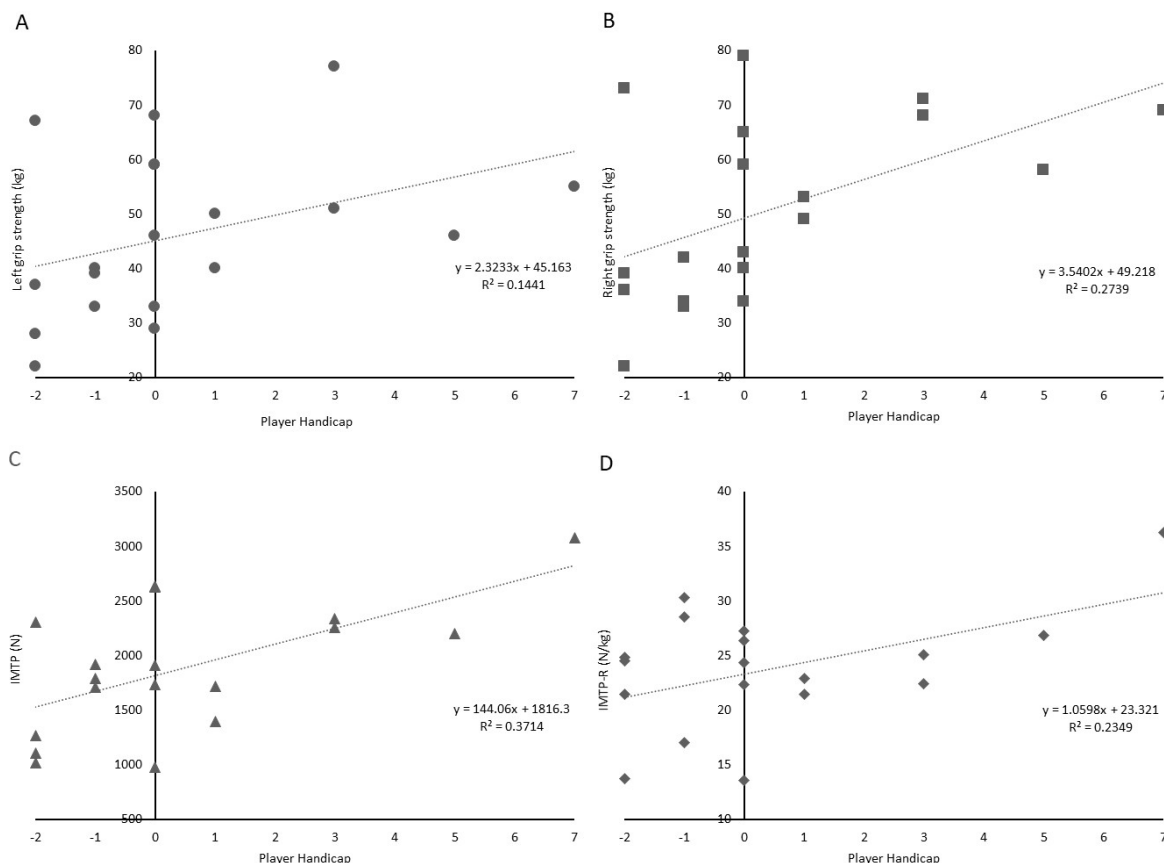 A
80
70
60
50
40
30
20
Left grip strength (kg)
-2 -1 0 1 2 3 4 5 6 7
Player Handicap
y = 2.3233x + 45.163
R² = 0.1441
B
80
70
60
50
40
30
20
Right grip strength (kg)
-2 -1 0 1 2 3 4 5 6 7
Player Handicap
y = 3.5402x + 49.218
R² = 0.2739
C
3500
3000
2500
2000
1500
1000
500
IMTP (N)
-2 -1 0 1 2 3 4 5 6 7
Player Handicap
y = 144.06x + 1816.3
R² = 0.3714
D
40
35
30
25
20
15
10
IMTP-R (N/kg)
-2 -1 0 1 2 3 4 5 6 7
Player Handicap
y = 1.0598x + 23.321
R² = 0.2349